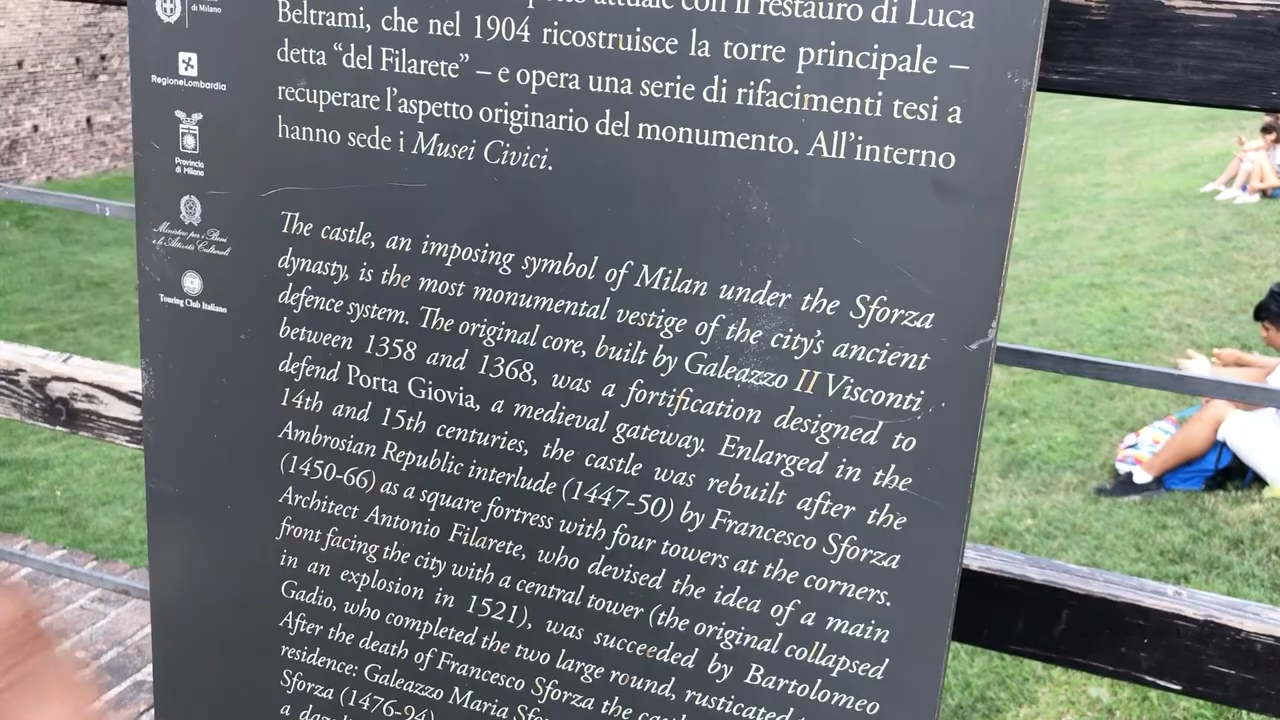 di Milano
RegioneLombardia
Provincia
di Milano
Ministero per i Beni
e le Attività Culturali
Touring Club Italiano
attuale con il restauro di Luca
Beltrami, che nel 1904 ricostruisce la torre principale –
detta “del Filarete” – e opera una serie di rifacimenti tesi a
recuperare l’aspetto originario del monumento. All’interno
hanno sede i Musei Civici.
The castle, an imposing symbol of Milan under the Sforza
dynasty, is the most monumental vestige of the city’s ancient
defence system. The original core, built by Galeazzo II Visconti
between 1358 and 1368, was a fortification designed to
defend Porta Giovia, a medieval gateway. Enlarged in the
14th and 15th centuries, the castle was rebuilt after the
Ambrosian Republic interlude (1447-50) by Francesco Sforza
(1450-66) as a square fortress with four towers at the corners.
Architect Antonio Filarete, who devised the idea of a main
front facing the city with a central tower (the original collapsed
in an explosion in 1521), was succeeded by Bartolomeo
Gadio, who completed the two large round, rusticated
After the death of Francesco Sforza the
residence: Galeazzo Maria
Sforza (1476-94)